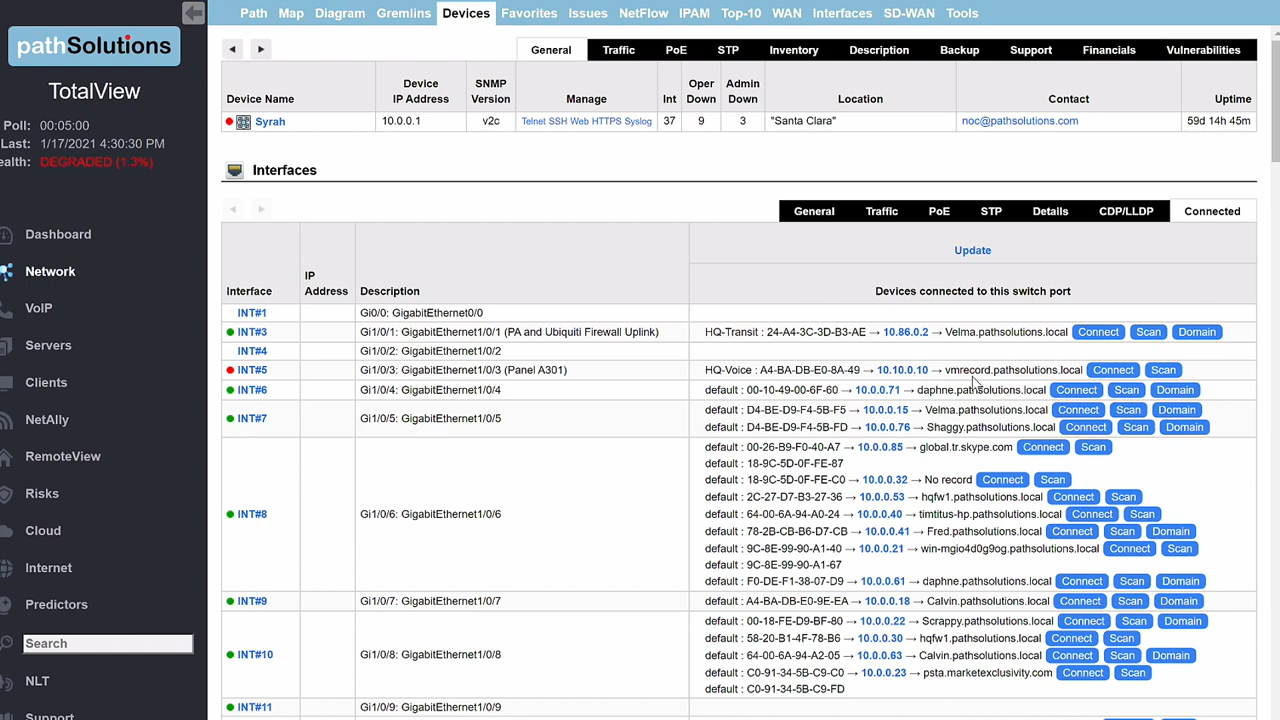 Path Map Diagram Gremlins Devices Favorites Issues NetFlow IPAM Top-10 WAN Interfaces SD-WAN Tools
pathSolutions
TotalView
Poll: 00:05:00
Last: 1/17/2021 4:30:30 PM
ealth: DEGRADED (1.3%)
Dashboard
Network
VoIP
Servers
Clients
NetAlly
RemoteView
Risks
Cloud
Internet
Predictors
Search
NLT
Support
General Traffic PoE STP Inventory Description Backup Support Financials Vulnerabilities
Device Name Device IP Address SNMP Version Manage Int Oper Down Admin Down Location Contact Uptime
Syrah 10.0.0.1 v2c Telnet SSH Web HTTPS Syslog 37 9 3 "Santa Clara" noc@pathsolutions.com 59d 14h 45m
Interfaces
General Traffic PoE STP Details CDP/LLDP Connected
Update
Interface IP Address Description Devices connected to this switch port
INT#1 Gi0/0: GigabitEthernet0/0
INT#3 Gi1/0/1: GigabitEthernet1/0/1 (PA and Ubiquiti Firewall Uplink) HQ-Transit : 24-A4-3C-3D-B3-AE → 10.86.0.2 → Velma.pathsolutions.local Connect Scan Domain
INT#4 Gi1/0/2: GigabitEthernet1/0/2
INT#5 Gi1/0/3: GigabitEthernet1/0/3 (Panel A301) HQ-Voice : A4-BA-DB-E0-8A-49 → 10.10.0.10 → vmrecord.pathsolutions.local Connect Scan
INT#6 Gi1/0/4: GigabitEthernet1/0/4 default : 00-10-49-00-6F-60 → 10.0.0.71 → daphne.pathsolutions.local Connect Scan Domain
INT#7 Gi1/0/5: GigabitEthernet1/0/5 default : D4-BE-D9-F4-5B-F5 → 10.0.0.15 → Velma.pathsolutions.local Connect Scan Domain
default : D4-BE-D9-F4-5B-FD → 10.0.0.76 → Shaggy.pathsolutions.local Connect Scan Domain
INT#8 Gi1/0/6: GigabitEthernet1/0/6 default : 00-26-B9-F0-40-A7 → 10.0.0.85 → global.tr.skype.com Connect Scan
default : 18-9C-5D-0F-FE-87
default : 18-9C-5D-0F-FE-C0 → 10.0.0.32 → No record Connect Scan
default : 2C-27-D7-B3-27-36 → 10.0.0.53 → hqfw1.pathsolutions.local Connect Scan
default : 64-00-6A-94-A0-24 → 10.0.0.40 → timtitus-hp.pathsolutions.local Connect Scan
default : 78-2B-CB-B6-D7-CB → 10.0.0.41 → Fred.pathsolutions.local Connect Scan Domain
default : 9C-8E-99-90-A1-40 → 10.0.0.21 → win-mgio4d0g9og.pathsolutions.local Connect Scan
default : 9C-8E-99-90-A1-67
default : F0-DE-F1-38-07-D9 → 10.0.0.61 → daphne.pathsolutions.local Connect Scan Domain
INT#9 Gi1/0/7: GigabitEthernet1/0/7 default : A4-BA-DB-E0-9E-EA → 10.0.0.18 → Calvin.pathsolutions.local Connect Scan Domain
INT#10 Gi1/0/8: GigabitEthernet1/0/8 default : 00-18-FE-D9-BF-80 → 10.0.0.22 → Scrappy.pathsolutions.local Connect Scan Domain
default : 58-20-B1-4F-78-B6 → 10.0.0.30 → hqfw1.pathsolutions.local Connect Scan
default : 64-00-6A-94-A2-05 → 10.0.0.63 → Calvin.pathsolutions.local Connect Scan Domain
default : C0-91-34-5B-C9-C0 → 10.0.0.23 → psta.marketexclusivity.com Connect Scan
default : C0-91-34-5B-C9-FD
INT#11 Gi1/0/9: GigabitEthernet1/0/9